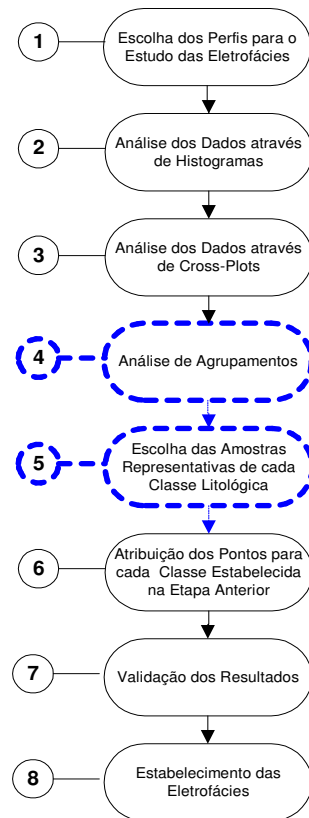 1
Escolha dos Perfis para o
Estudo das Eletrofácies
2
Análise dos Dados através
de Histogramas
3
Análise dos Dados através
de Cross-Plots
4
Análise de Agrupamentos
5
Escolha das Amostras
Representativas de cada
Classe Litológica
6
Atribuição dos Pontos para
cada Classe Estabelecida
na Etapa Anterior
7
Validação dos Resultados
8
Estabelecimento das
Eletrofácies